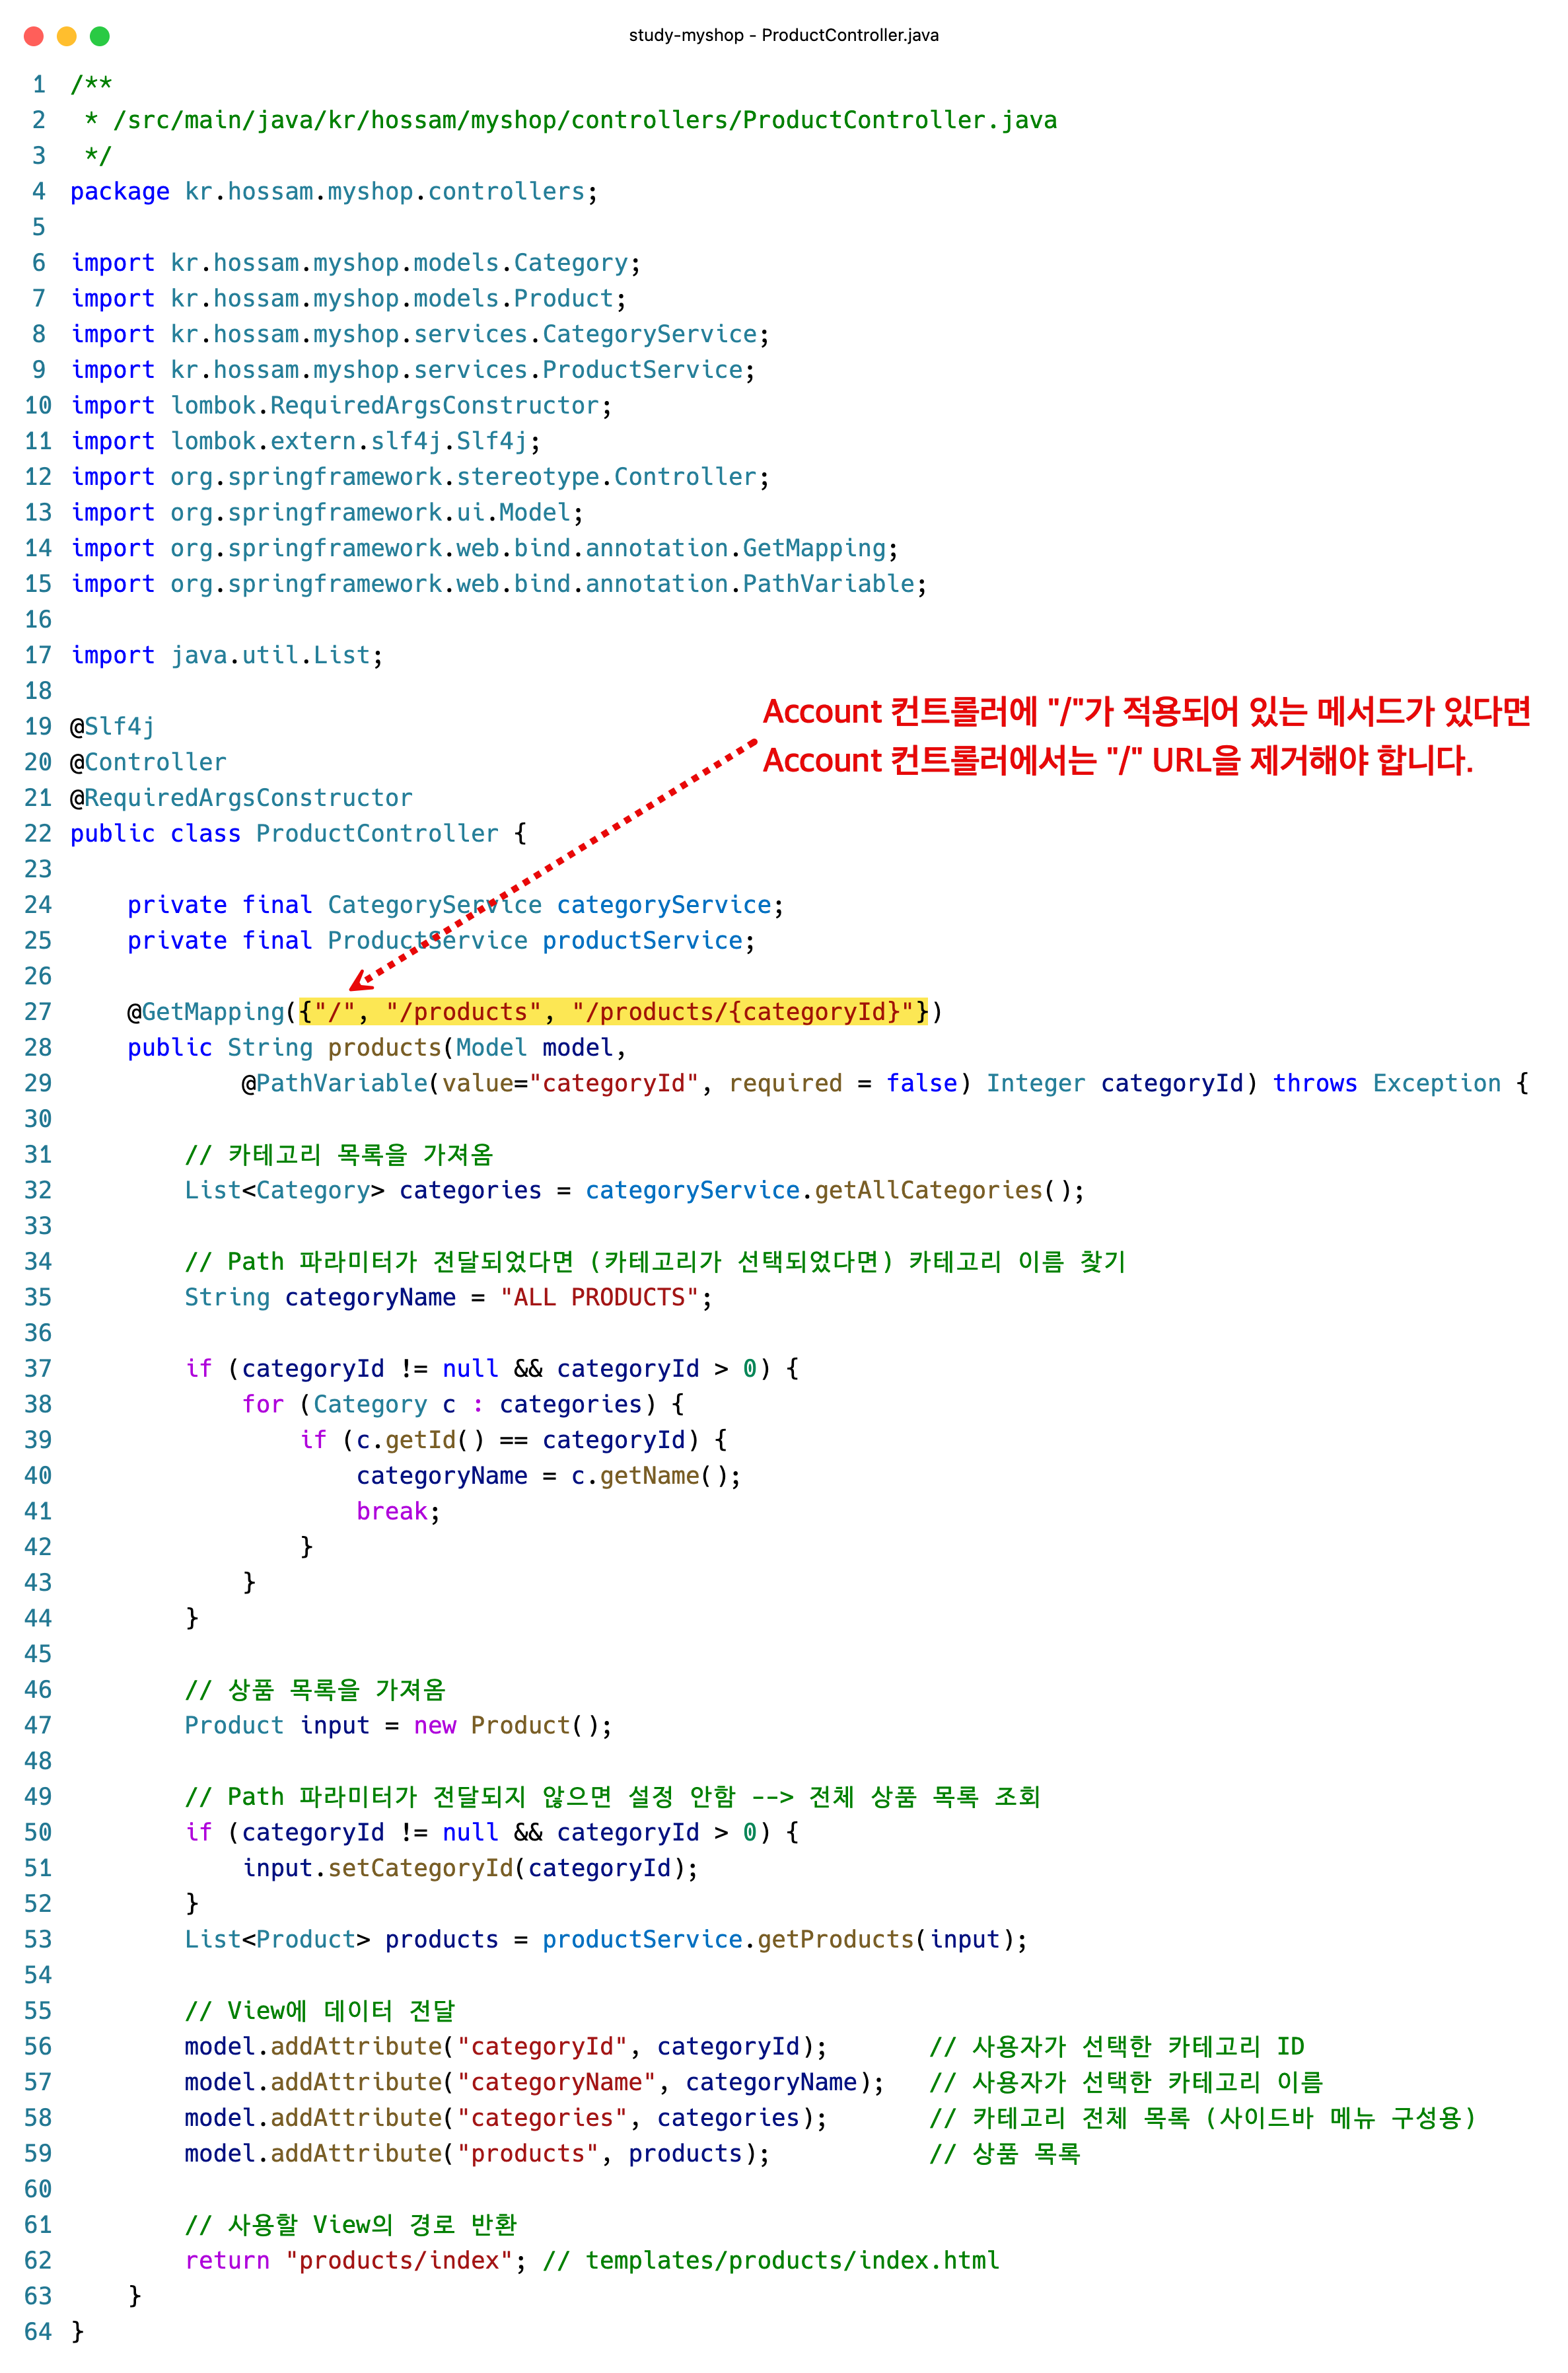 study-myshop - ProductController.java
1 /**
2  * /src/main/java/kr/hossam/myshop/controllers/ProductController.java
3  */
4 package kr.hossam.myshop.controllers;
5
6 import kr.hossam.myshop.models.Category;
7 import kr.hossam.myshop.models.Product;
8 import kr.hossam.myshop.services.CategoryService;
9 import kr.hossam.myshop.services.ProductService;
10 import lombok.RequiredArgsConstructor;
11 import lombok.extern.slf4j.Slf4j;
12 import org.springframework.stereotype.Controller;
13 import org.springframework.ui.Model;
14 import org.springframework.web.bind.annotation.GetMapping;
15 import org.springframework.web.bind.annotation.PathVariable;
16
17 import java.util.List;
18
Account 컨트롤러에 "/"가 적용되어 있는 메서드가 있다면
Account 컨트롤러에서는 "/" URL을 제거해야 합니다.
19 @Slf4j
20 @Controller
21 @RequiredArgsConstructor
22 public class ProductController {
23
24     private final CategoryService categoryService;
25     private final ProductService productService;
26
27     @GetMapping({"/", "/products", "/products/{categoryId}"})
28     public String products(Model model,
29             @PathVariable(value="categoryId", required = false) Integer categoryId) throws Exception {
30
31         // 카테고리 목록을 가져옴
32         List<Category> categories = categoryService.getAllCategories();
33
34         // Path 파라미터가 전달되었다면 (카테고리가 선택되었다면) 카테고리 이름 찾기
35         String categoryName = "ALL PRODUCTS";
36
37         if (categoryId != null && categoryId > 0) {
38             for (Category c : categories) {
39                 if (c.getId() == categoryId) {
40                     categoryName = c.getName();
41                     break;
42                 }
43             }
44         }
45
46         // 상품 목록을 가져옴
47         Product input = new Product();
48
49         // Path 파라미터가 전달되지 않으면 설정 안함 --> 전체 상품 목록 조회
50         if (categoryId != null && categoryId > 0) {
51             input.setCategoryId(categoryId);
52         }
53         List<Product> products = productService.getProducts(input);
54
55         // View에 데이터 전달
56         model.addAttribute("categoryId", categoryId);       // 사용자가 선택한 카테고리 ID
57         model.addAttribute("categoryName", categoryName);   // 사용자가 선택한 카테고리 이름
58         model.addAttribute("categories", categories);       // 카테고리 전체 목록 (사이드바 메뉴 구성용)
59         model.addAttribute("products", products);           // 상품 목록
60
61         // 사용할 View의 경로 반환
62         return "products/index"; // templates/products/index.html
63     }
64 }